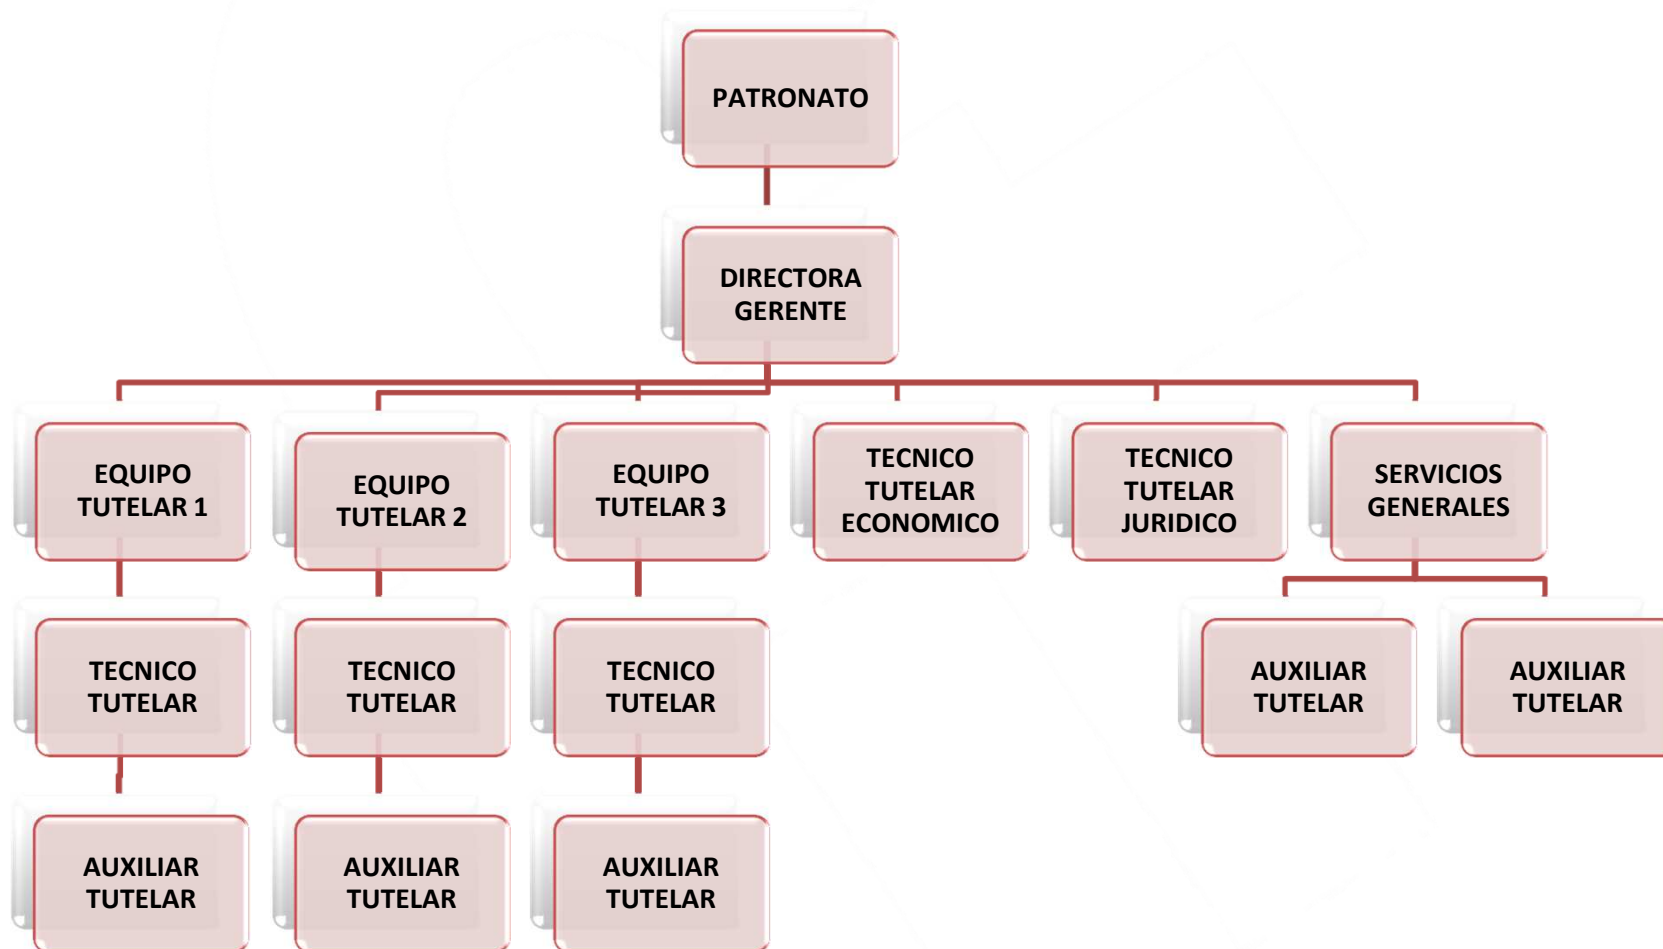 PATRONATO
DIRECTORA
GERENTE
EQUIPO
TUTELAR 1
EQUIPO
TUTELAR 2
EQUIPO
TUTELAR 3
TECNICO
TUTELAR
ECONOMICO
TECNICO
TUTELAR
JURIDICO
SERVICIOS
GENERALES
TECNICO
TUTELAR
TECNICO
TUTELAR
TECNICO
TUTELAR
AUXILIAR
TUTELAR
AUXILIAR
TUTELAR
AUXILIAR
TUTELAR
AUXILIAR
TUTELAR
AUXILIAR
TUTELAR